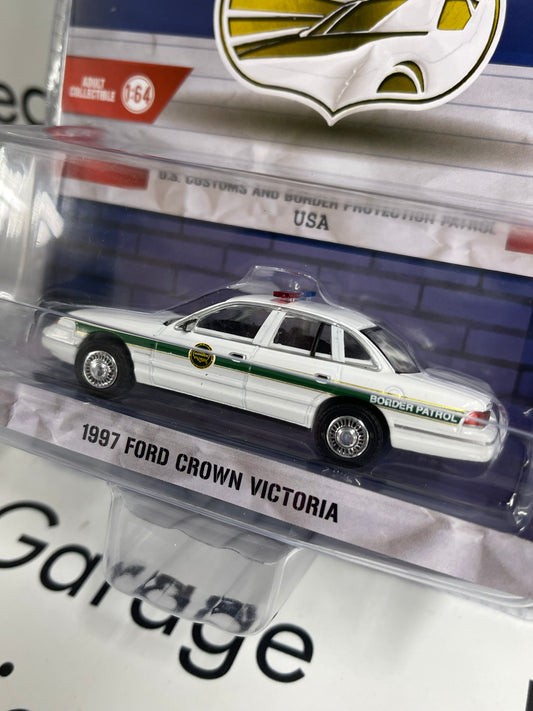 ADULT
COLLECTIBLE
1:64
U.S. CUSTOMS AND BORDER PROTECTION PATROL
USA
BORDER PATROL
1997 FORD CROWN VICTORIA
Garage